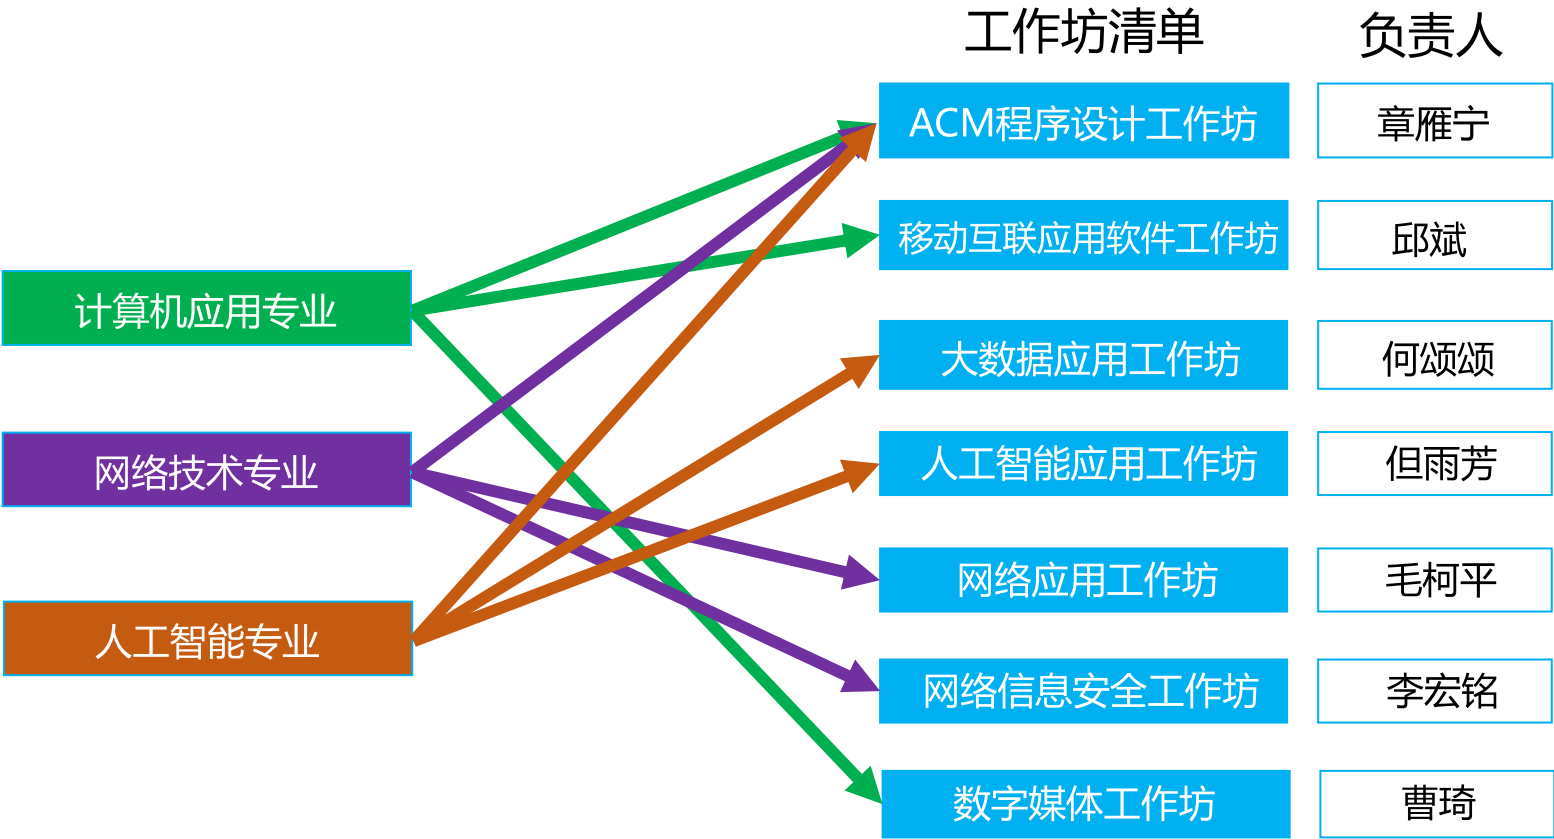 工作坊清单
负责人
ACM程序设计工作坊
章雁宁
移动互联应用软件工作坊
邱斌
计算机应用专业
大数据应用工作坊
何颂颂
网络技术专业
人工智能应用工作坊
但雨芳
网络应用工作坊
毛柯平
人工智能专业
网络信息安全工作坊
李宏铭
数字媒体工作坊
曹琦